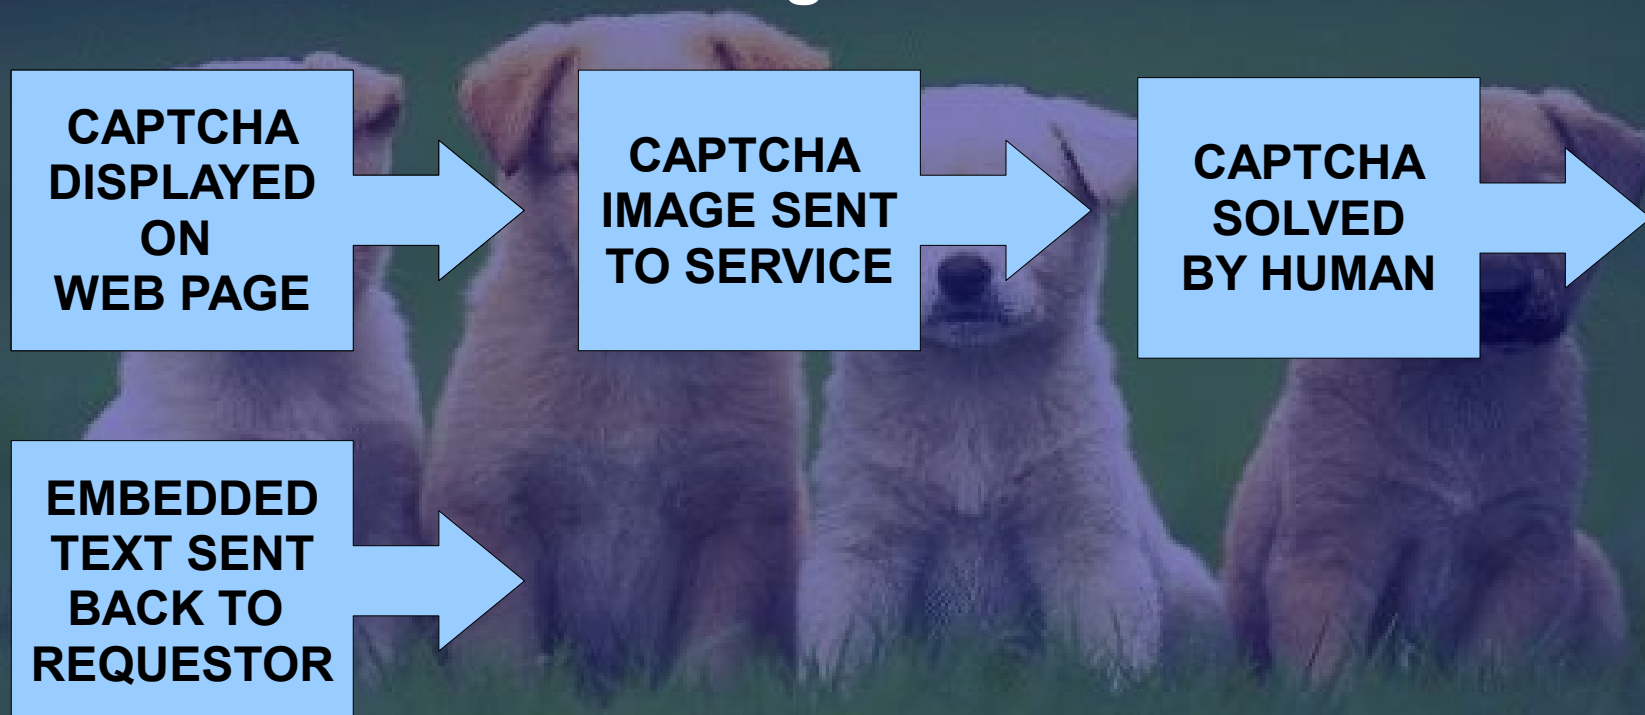 CAPTCHA
DISPLAYED
ON
WEB PAGE
CAPTCHA
IMAGE SENT
TO SERVICE
CAPTCHA
SOLVED
BY HUMAN
EMBEDDED
TEXT SENT
BACK TO
REQUESTOR